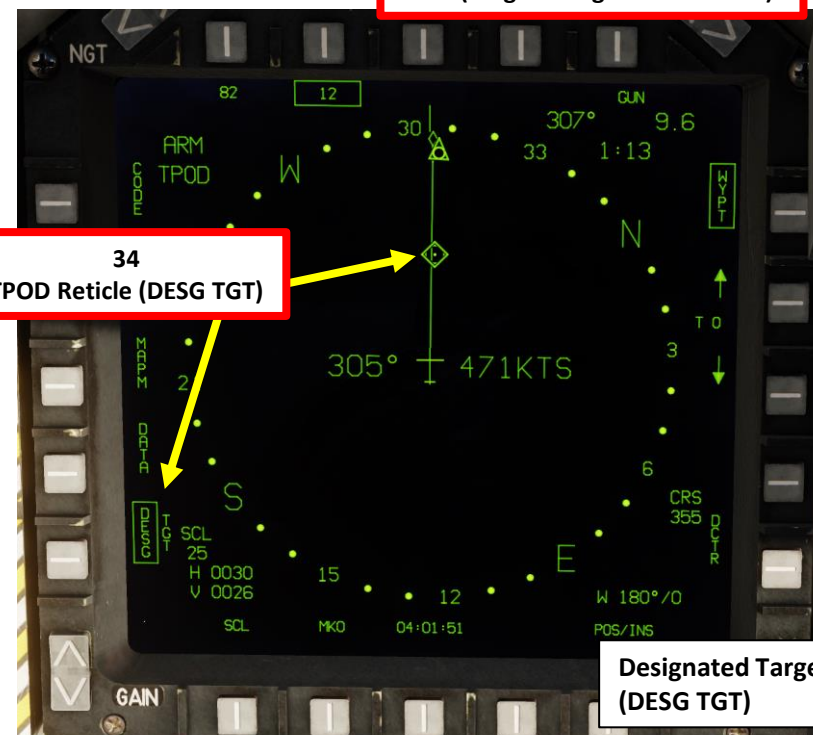 NGT
82 12 GUN
307° 9.6
30 33 1:13
ARM
TPOD
CODE
W
WYPT
N
34
TPOD Reticle (DESG TGT)
TO
3
MAPM
305° 471KTS
2
DATA
6
S
CRS
355
DCTR
DESG
TGT
SCL
25
H 0030
V 0026
E
15
12
W 180°/0
SCL MKO 04:01:51 POS/INS
Designated Targe
(DESG TGT)
GAIN